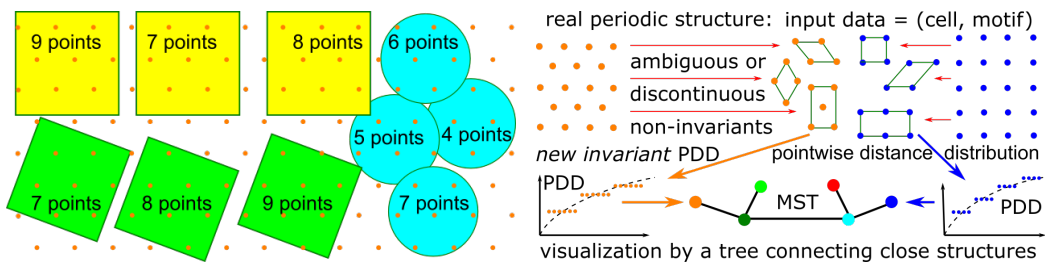 9 points
7 points
8 points
6 points
5 points
4 points
7 points
8 points
9 points
7 points
real periodic structure: input data = (cell, motif)
ambiguous or
discontinuous
non-invariants
pointwise distance distribution
new invariant PDD
PDD
MST
PDD
visualization by a tree connecting close structures